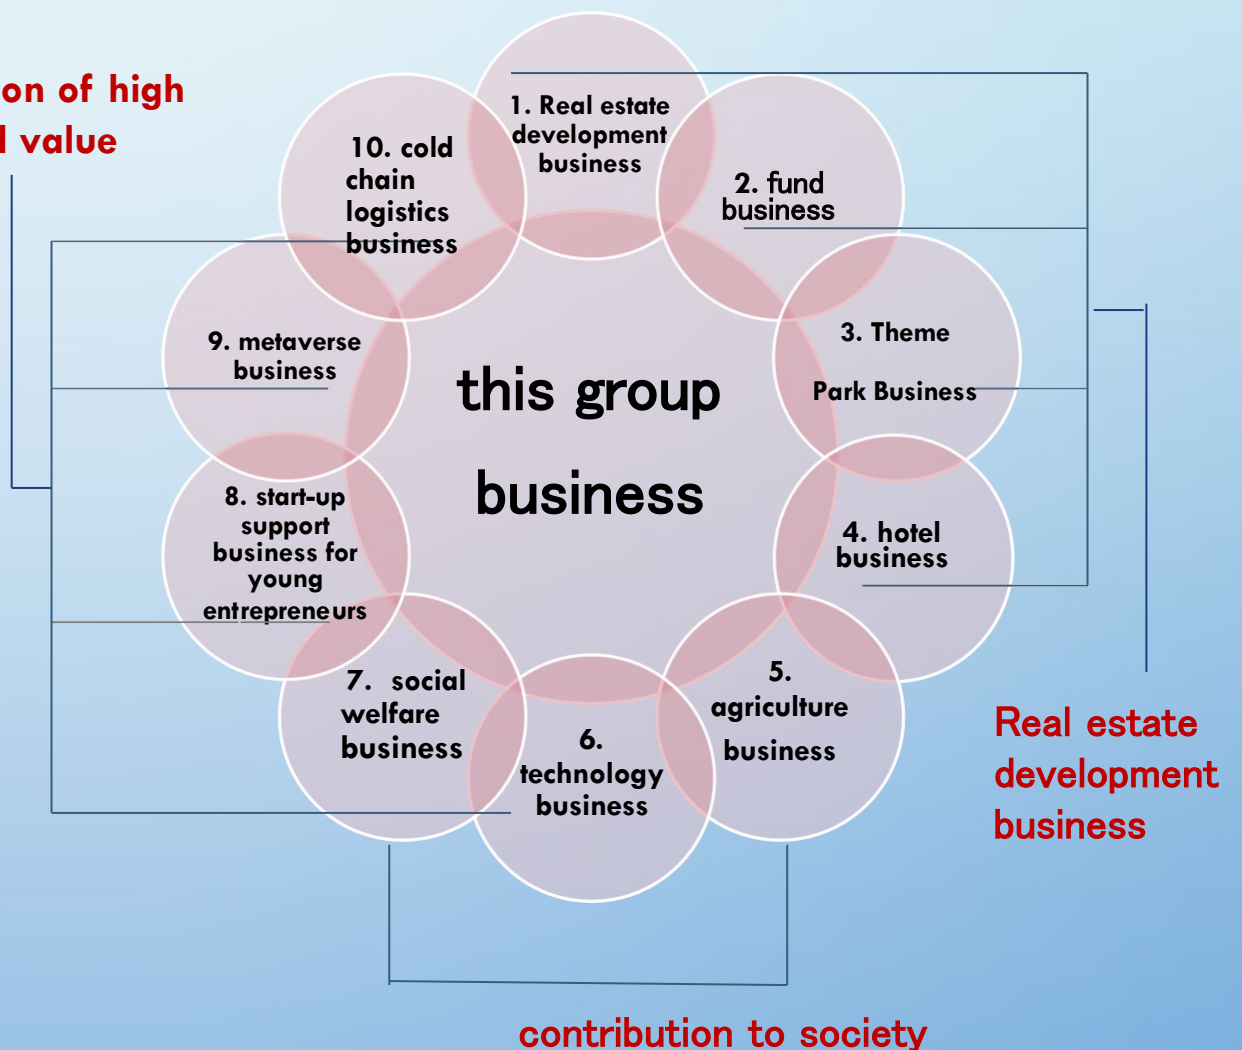 on of high
value
1. Real estate
development
business
2. fund
business
3. Theme
Park Business
4. hotel
business
5.
agriculture
business
6.
technology
business
7. social
welfare
business
8. start-up
support
business for
young
entrepreneurs
9. metaverse
business
10. cold
chain
logistics
business
this group
business
Real estate
development
business
contribution to society